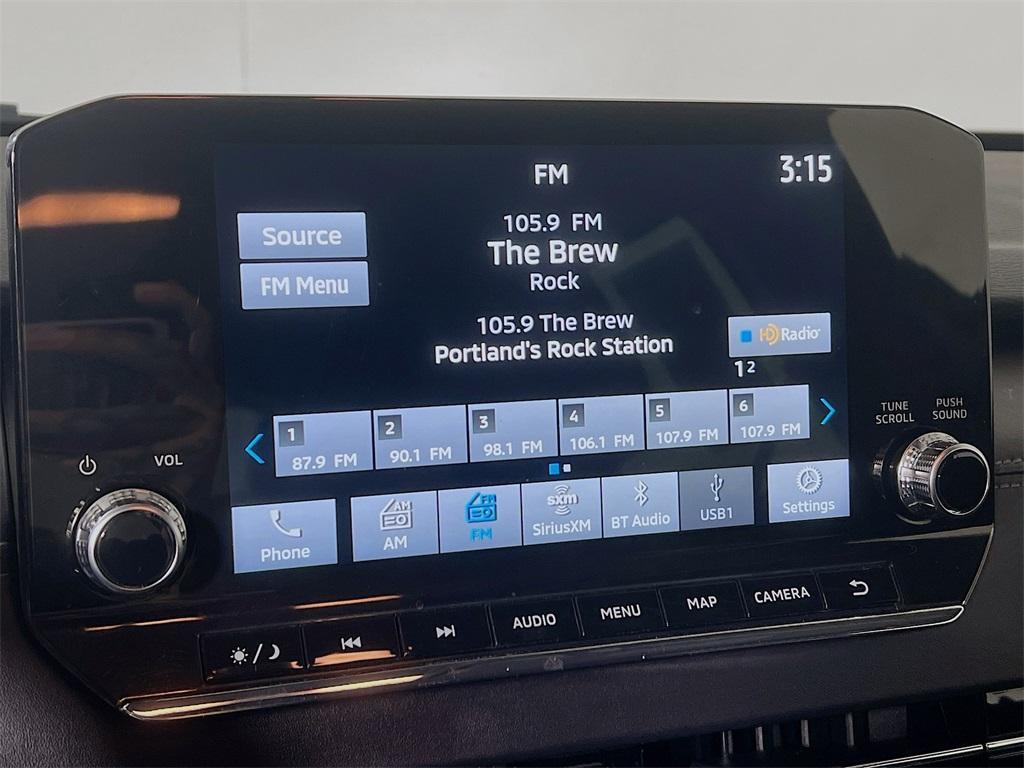 FM
3:15
Source
FM Menu
105.9 FM
The Brew
Rock
105.9 The Brew
Portland's Rock Station
HD Radio
1 2
1
87.9 FM
2
90.1 FM
3
98.1 FM
4
106.1 FM
5
107.9 FM
6
107.9 FM
TUNE
SCROLL
PUSH
SOUND
VOL
Phone
AM
AM
FM
FM
sxm
SiriusXM
BT Audio
USB1
Settings
AUDIO
MENU
MAP
CAMERA